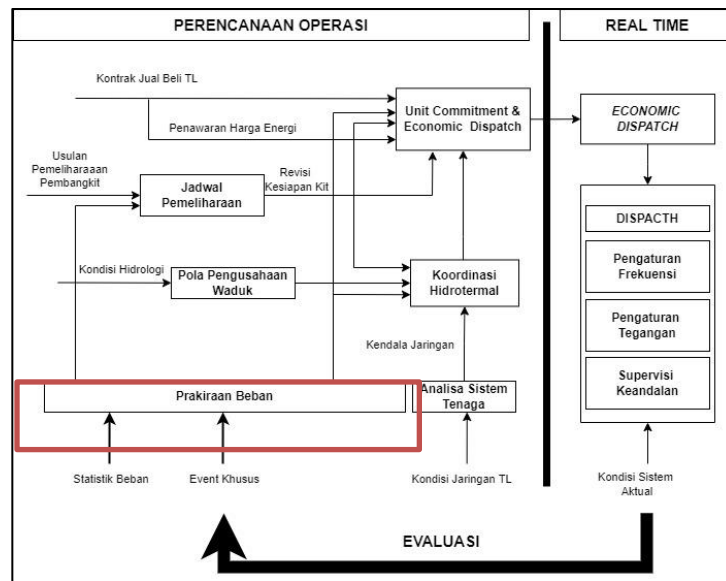 PERENCANAAN OPERASI
REAL TIME
Kontrak Jual Beli TL
Penawaran Harga Energi
Unit Commitment &
Economic Dispatch
ECONOMIC
DISPATCH
Usulan
Pemeliharaaan
Pembangkit
Jadwal
Pemeliharaan
Revisi
Kesiapan Kit
DISPACTH
Pengaturan
Frekuensi
Pengaturan
Tegangan
Supervisi
Keandalan
Kondisi Hidrologi
Pola Pengusahaan
Waduk
Koordinasi
Hidrotermal
Kendala Jaringan
Prakiraan Beban
Analisa Sistem
Tenaga
Statistik Beban
Event Khusus
Kondisi Jaringan TL
Kondisi Sistem
Aktual
EVALUASI